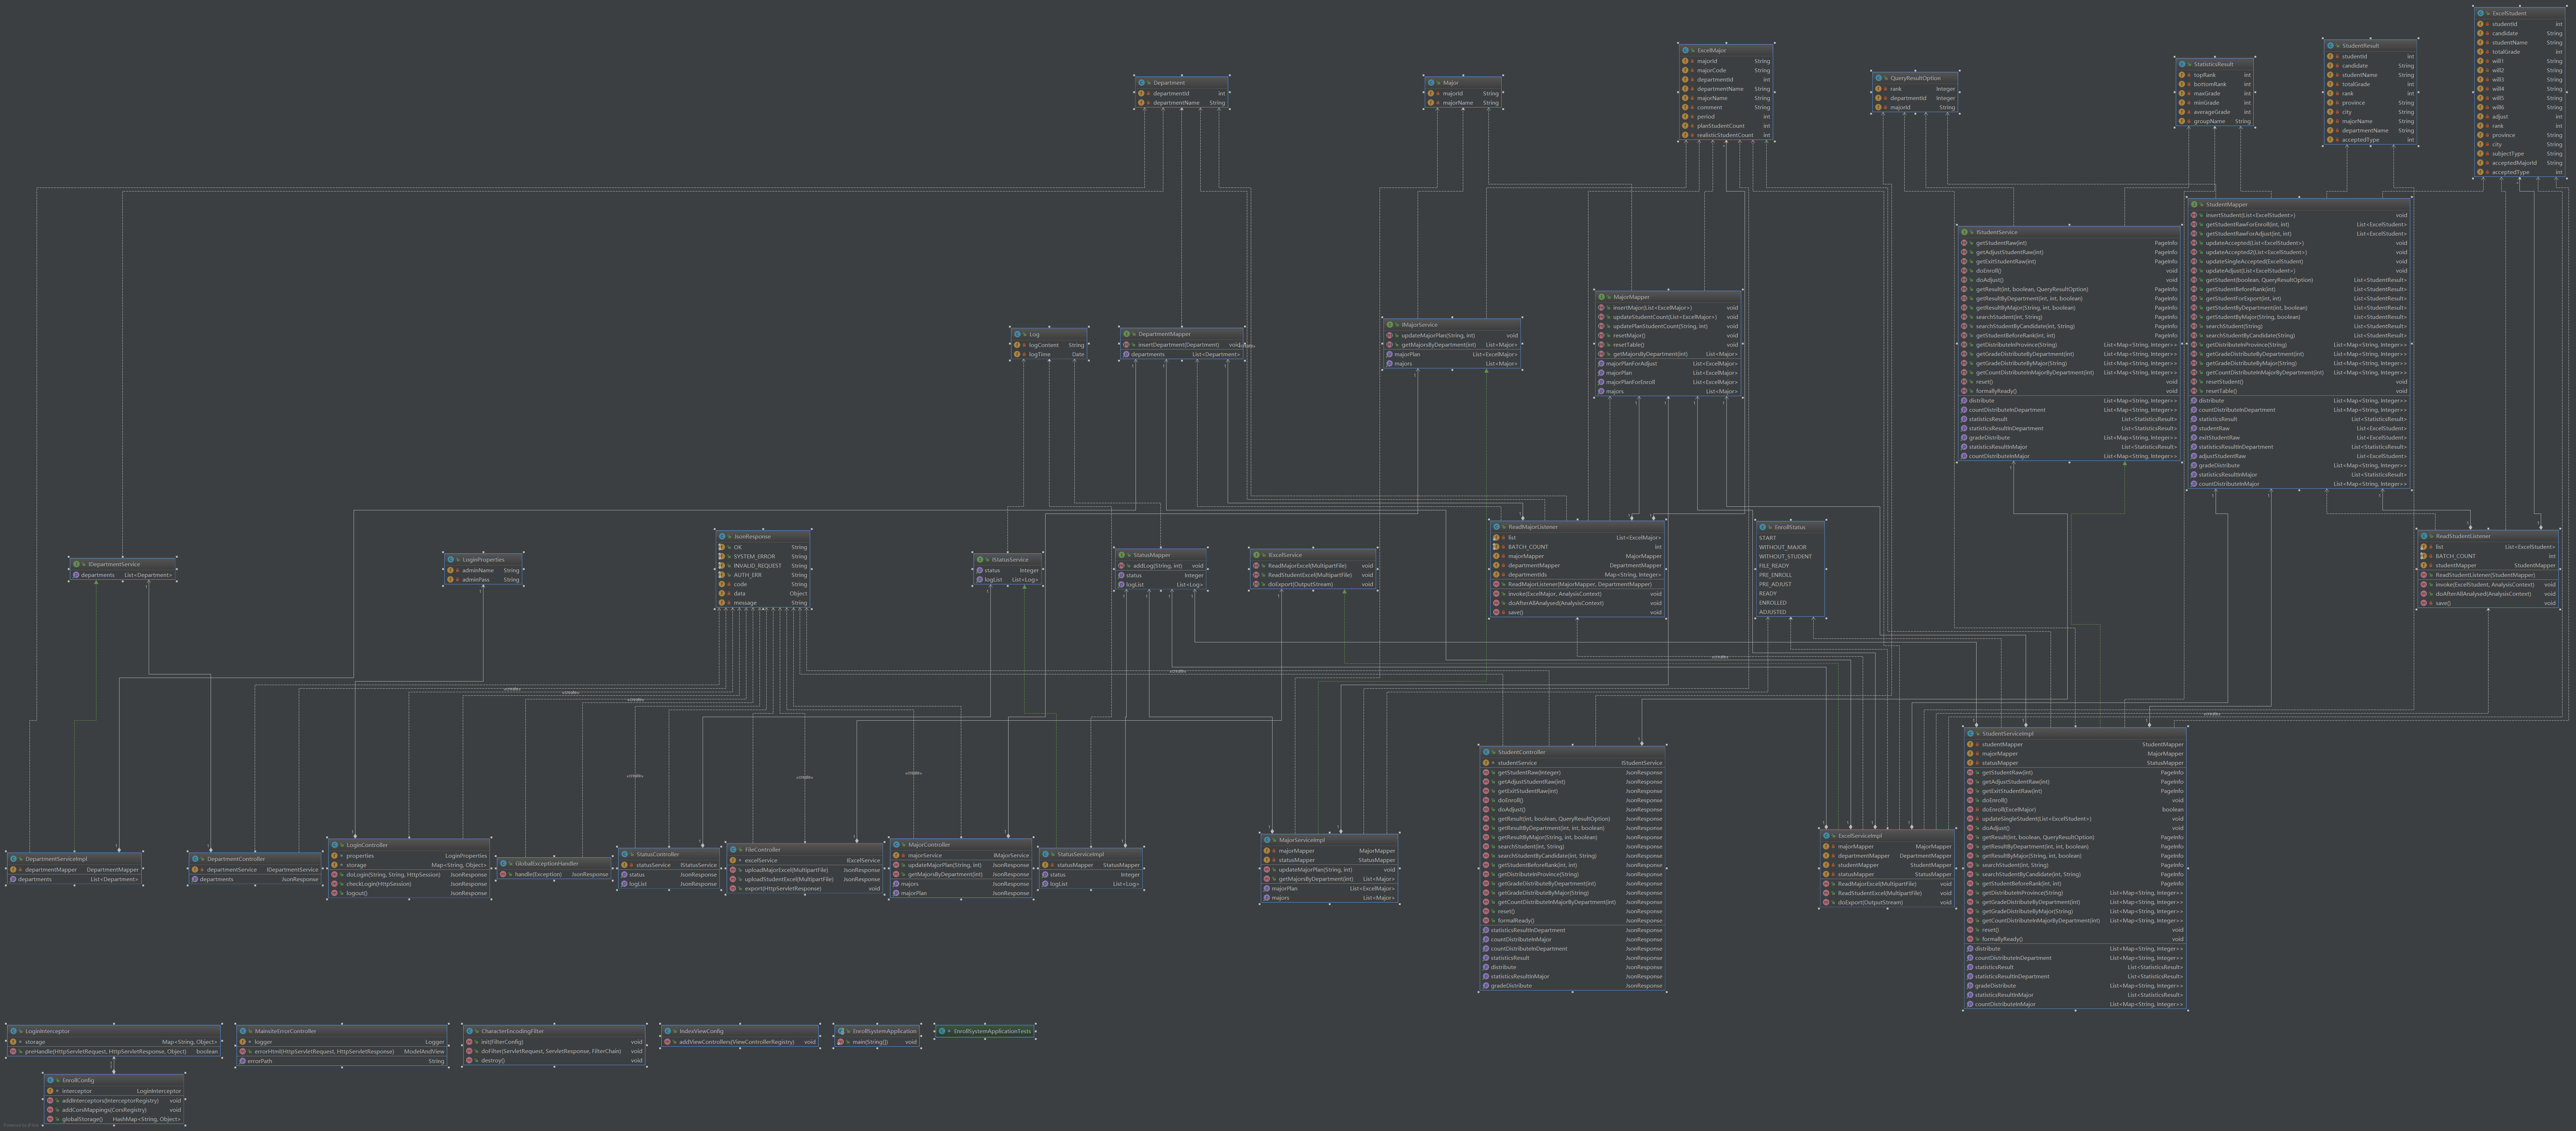 ExcelStudent
studentId int
candidate String
studentName String
totalGrade int
will1 String
will2 String
will3 String
will4 String
will5 String
will6 String
adjust int
rank int
province String
city String
subjectType String
acceptedMajorId String
acceptedType int
StudentResult
studentId int
candidate String
studentName String
totalGrade int
rank int
province String
city String
majorName String
departmentName String
acceptedType int
ExcelMajor
majorId String
majorCode String
departmentId int
departmentName String
majorName String
comment String
period int
planStudentCount int
realisticStudentCount int
StatisticsResult
topRank int
bottomRank int
maxGrade int
minGrade int
averageGrade int
groupName String
QueryResultOption
rank Integer
departmentId Integer
majorId String
Department
departmentId int
departmentName String
Major
majorId String
majorName String
StudentMapper
insertStudent(List<ExcelStudent>) void
getStudentRawForEnroll(int, int) List<ExcelStudent>
getStudentRawForAdjust(int, int) List<ExcelStudent>
updateAccepted(List<ExcelStudent>) void
updateAccepted2(List<ExcelStudent>) void
updateSingleAccepted(ExcelStudent) void
updateAdjust(List<ExcelStudent>) void
getStudent(boolean, QueryResultOption) List<StudentResult>
getStudentBeforeRank(int) List<StudentResult>
getStudentForExport(int, int) List<StudentResult>
getStudentByDepartment(int, boolean) List<StudentResult>
getStudentByMajor(String, boolean) List<StudentResult>
searchStudent(String) List<StudentResult>
searchStudentByCandidate(String) List<StudentResult>
getDistributeInProvince(String) List<Map<String, Integer>>
getGradeDistributeByDepartment(int) List<Map<String, Integer>>
getGradeDistributeByMajor(String) List<Map<String, Integer>>
getCountDistributeInMajorByDepartment(int) List<Map<String, Integer>>
resetStudent() void
resetTable() void
distribute List<Map<String, Integer>>
countDistributeInDepartment List<Map<String, Integer>>
statisticsResult List<StatisticsResult>
studentRaw List<ExcelStudent>
exitStudentRaw List<ExcelStudent>
statisticsResultInDepartment List<StatisticsResult>
adjustStudentRaw List<ExcelStudent>
gradeDistribute List<Map<String, Integer>>
statisticsResultInMajor List<StatisticsResult>
countDistributeInMajor List<Map<String, Integer>>
IStudentService
getStudentRaw(int) PageInfo
getAdjustStudentRaw(int) PageInfo
getExitStudentRaw(int) PageInfo
doEnroll() void
doAdjust() void
getResult(int, boolean, QueryResultOption) PageInfo
getResultByDepartment(int, int, boolean) PageInfo
getResultByMajor(String, int, boolean) PageInfo
searchStudent(int, String) PageInfo
searchStudentByCandidate(int, String) PageInfo
getStudentBeforeRank(int, int) PageInfo
getDistributeInProvince(String) List<Map<String, Integer>>
getGradeDistributeByDepartment(int) List<Map<String, Integer>>
getGradeDistributeByMajor(String) List<Map<String, Integer>>
getCountDistributeInMajorByDepartment(int) List<Map<String, Integer>>
reset() void
formallyReady() void
distribute List<Map<String, Integer>>
countDistributeInDepartment List<Map<String, Integer>>
statisticsResult List<StatisticsResult>
statisticsResultInDepartment List<StatisticsResult>
gradeDistribute List<Map<String, Integer>>
statisticsResultInMajor List<StatisticsResult>
countDistributeInMajor List<Map<String, Integer>>
MajorMapper
insertMajor(List<ExcelMajor>) void
updateStudentCount(List<ExcelMajor>) void
updatePlanStudentCount(String, int) void
resetMajor() void
resetTable() void
getMajorsByDepartment(int) List<Major>
majorPlanForAdjust List<ExcelMajor>
majorPlan List<ExcelMajor>
majorPlanForEnroll List<ExcelMajor>
majors List<Major>
IMajorService
updateMajorPlan(String, int) void
getMajorsByDepartment(int) List<Major>
majorPlan List<ExcelMajor>
majors List<Major>
Log
logContent String
logTime Date
DepartmentMapper
insertDepartment(Department) void
departments List<Department>
JsonResponse
OK String
SYSTEM_ERROR String
INVALID_REQUEST String
AUTH_ERR String
code String
data Object
message String
ReadMajorListener
list List<ExcelMajor>
BATCH_COUNT int
majorMapper MajorMapper
departmentMapper DepartmentMapper
departmentIds Map<String, Integer>
ReadMajorListener(MajorMapper, DepartmentMapper)
invoke(ExcelMajor, AnalysisContext) void
doAfterAllAnalysed(AnalysisContext) void
save() void
EnrollStatus
START
WITHOUT_MAJOR
WITHOUT_STUDENT
FILE_READY
PRE_ENROLL
PRE_ADJUST
READY
ENROLLED
ADJUSTED
ReadStudentListener
list List<ExcelStudent>
BATCH_COUNT int
studentMapper StudentMapper
ReadStudentListener(StudentMapper)
invoke(ExcelStudent, AnalysisContext) void
doAfterAllAnalysed(AnalysisContext) void
save() void
IDepartmentService
departments List<Department>
LoginProperties
adminName String
adminPass String
IStatusService
status Integer
logList List<Log>
StatusMapper
addLog(String, int) void
status Integer
logList List<Log>
IExcelService
ReadMajorExcel(MultipartFile) void
ReadStudentExcel(MultipartFile) void
doExport(OutputStream) void
StudentServiceImpl
studentMapper StudentMapper
majorMapper MajorMapper
statusMapper StatusMapper
getStudentRaw(int) PageInfo
getAdjustStudentRaw(int) PageInfo
getExitStudentRaw(int) PageInfo
doEnroll() void
doEnroll(ExcelMajor) boolean
updateSingleStudent(List<ExcelStudent>) void
doAdjust() void
getResult(int, boolean, QueryResultOption) PageInfo
getResultByDepartment(int, int, boolean) PageInfo
getResultByMajor(String, int, boolean) PageInfo
searchStudent(int, String) PageInfo
searchStudentByCandidate(int, String) PageInfo
getStudentBeforeRank(int, int) PageInfo
getDistributeInProvince(String) List<Map<String, Integer>>
getGradeDistributeByDepartment(int) List<Map<String, Integer>>
getGradeDistributeByMajor(String) List<Map<String, Integer>>
getCountDistributeInMajorByDepartment(int) List<Map<String, Integer>>
reset() void
formallyReady() void
distribute List<Map<String, Integer>>
countDistributeInDepartment List<Map<String, Integer>>
statisticsResult List<StatisticsResult>
statisticsResultInDepartment List<StatisticsResult>
gradeDistribute List<Map<String, Integer>>
statisticsResultInMajor List<StatisticsResult>
countDistributeInMajor List<Map<String, Integer>>
StudentController
studentService IStudentService
getStudentRaw(Integer) JsonResponse
getAdjustStudentRaw(int) JsonResponse
getExitStudentRaw(int) JsonResponse
doEnroll() JsonResponse
doAdjust() JsonResponse
getResult(int, boolean, QueryResultOption) JsonResponse
getResultByDepartment(int, int, boolean) JsonResponse
getResultByMajor(String, int, boolean) JsonResponse
searchStudent(int, String) JsonResponse
searchStudentByCandidate(int, String) JsonResponse
getStudentBeforeRank(int, int) JsonResponse
getDistributeInProvince(String) JsonResponse
getGradeDistributeByDepartment(int) JsonResponse
getGradeDistributeByMajor(String) JsonResponse
getCountDistributeInMajorByDepartment(int) JsonResponse
reset() JsonResponse
formalReady() JsonResponse
statisticsResultInDepartment JsonResponse
countDistributeInMajor JsonResponse
countDistributeInDepartment JsonResponse
statisticsResult JsonResponse
distribute JsonResponse
statisticsResultInMajor JsonResponse
gradeDistribute JsonResponse
DepartmentServiceImpl
departmentMapper DepartmentMapper
departments List<Department>
DepartmentController
departmentService IDepartmentService
departments JsonResponse
LoginController
properties LoginProperties
storage Map<String, Object>
doLogin(String, String, HttpSession) JsonResponse
checkLogin(HttpSession) JsonResponse
logout() JsonResponse
GlobalExceptionHandler
handle(Exception) JsonResponse
StatusController
statusService IStatusService
status JsonResponse
logList JsonResponse
FileController
excelService IExcelService
uploadMajorExcel(MultipartFile) JsonResponse
uploadStudentExcel(MultipartFile) JsonResponse
export(HttpServletResponse) void
MajorController
majorService IMajorService
updateMajorPlan(String, int) JsonResponse
getMajorsByDepartment(int) JsonResponse
majors JsonResponse
majorPlan JsonResponse
StatusServiceImpl
statusMapper StatusMapper
status Integer
logList List<Log>
MajorServiceImpl
majorMapper MajorMapper
statusMapper StatusMapper
updateMajorPlan(String, int) void
getMajorsByDepartment(int) List<Major>
majorPlan List<ExcelMajor>
majors List<Major>
ExcelServiceImpl
majorMapper MajorMapper
departmentMapper DepartmentMapper
studentMapper StudentMapper
statusMapper StatusMapper
ReadMajorExcel(MultipartFile) void
ReadStudentExcel(MultipartFile) void
doExport(OutputStream) void
LoginInterceptor
storage Map<String, Object>
preHandle(HttpServletRequest, HttpServletResponse, Object) boolean
MainsiteErrorController
logger Logger
errorHtml(HttpServletRequest, HttpServletResponse) ModelAndView
errorPath String
CharacterEncodingFilter
init(FilterConfig) void
doFilter(ServletRequest, ServletResponse, FilterChain) void
destroy() void
IndexViewConfig
addViewControllers(ViewControllerRegistry) void
EnrollSystemApplication
main(String[]) void
EnrollSystemApplicationTests
EnrollConfig
interceptor LoginInterceptor
addInterceptors(InterceptorRegistry) void
addCorsMappings(CorsRegistry) void
globalStorage() HashMap<String, Object>